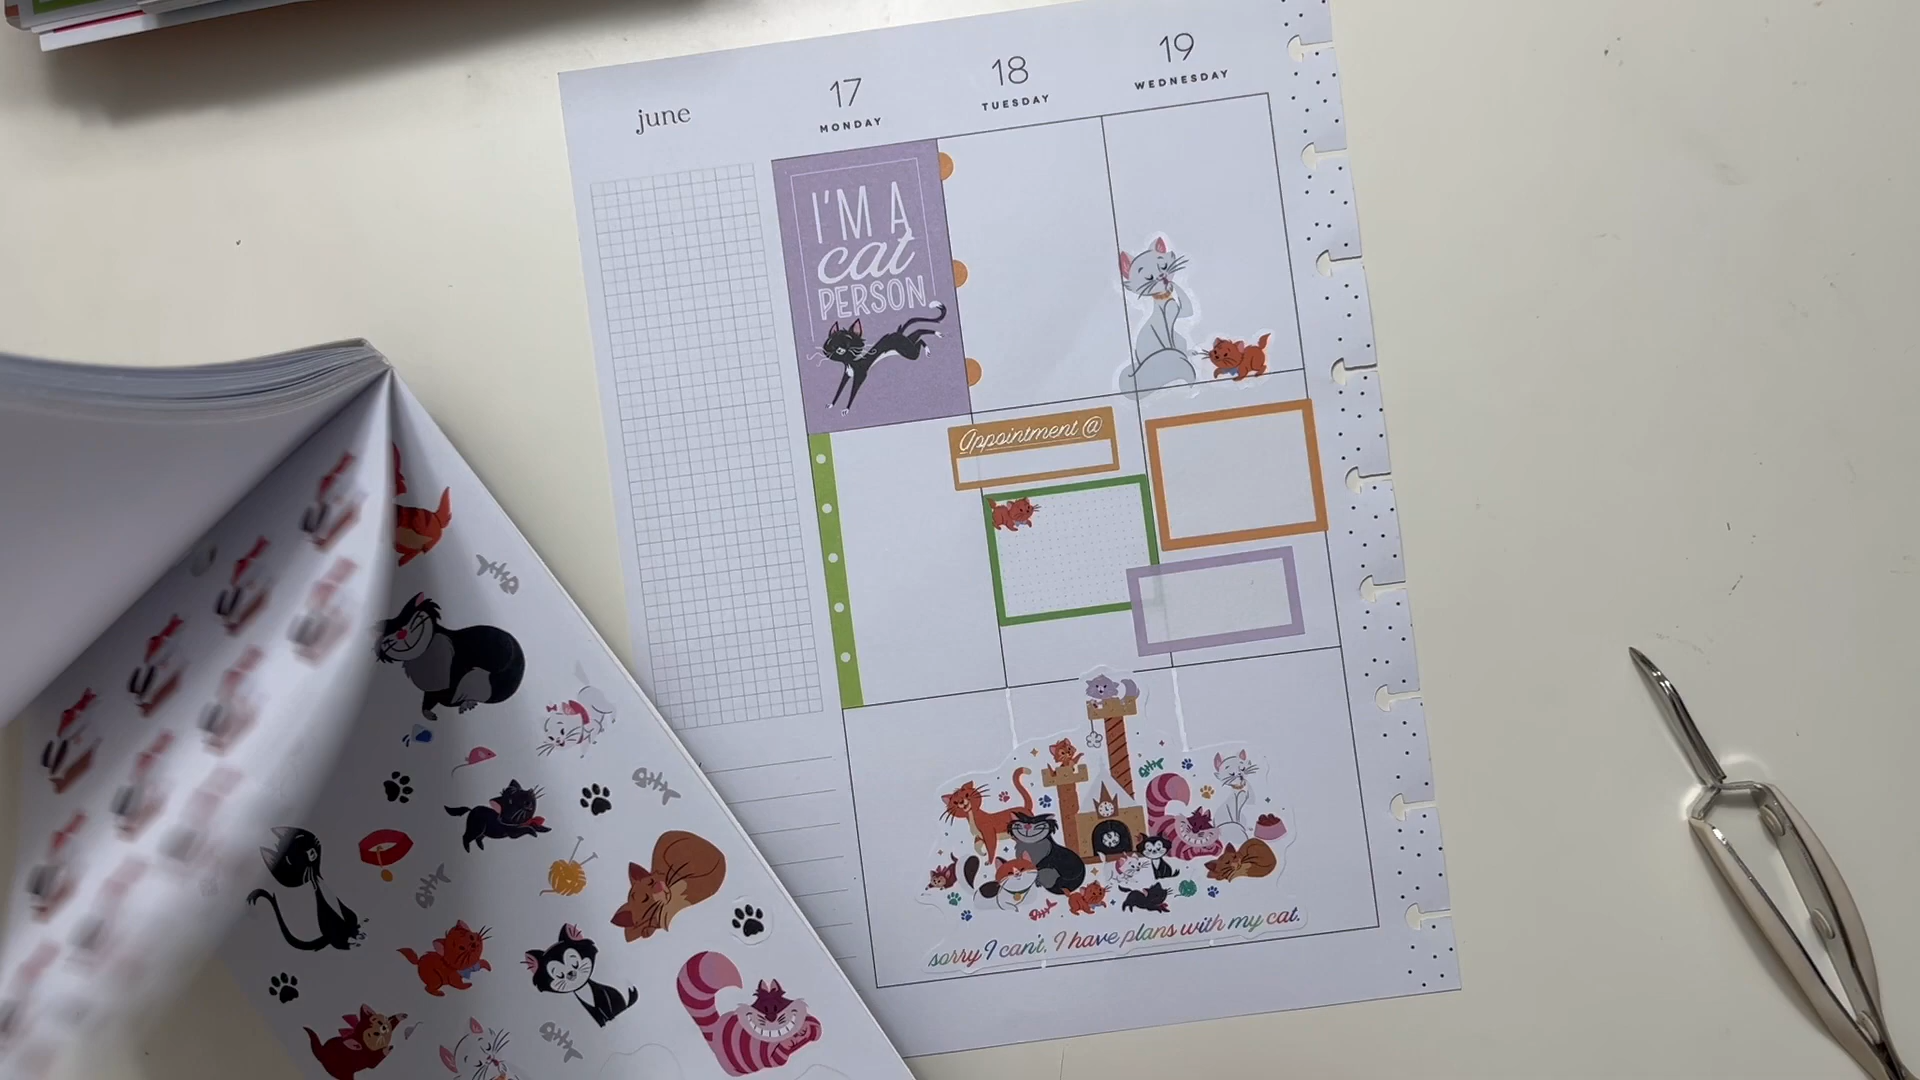 june
17
MONDAY
18
TUESDAY
19
WEDNESDAY
I'M A
cat
PERSON
Appointment @
sorry I can't, I have plans with my cat.